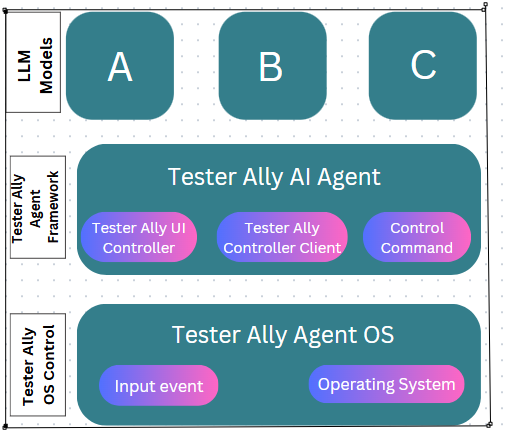 LLM
Models
A
B
C
Tester Ally
Agent
Framework
Tester Ally AI Agent
Tester Ally UI
Controller
Tester Ally
Controller Client
Control
Command
Tester Ally
OS Control
Tester Ally Agent OS
Input event
Operating System